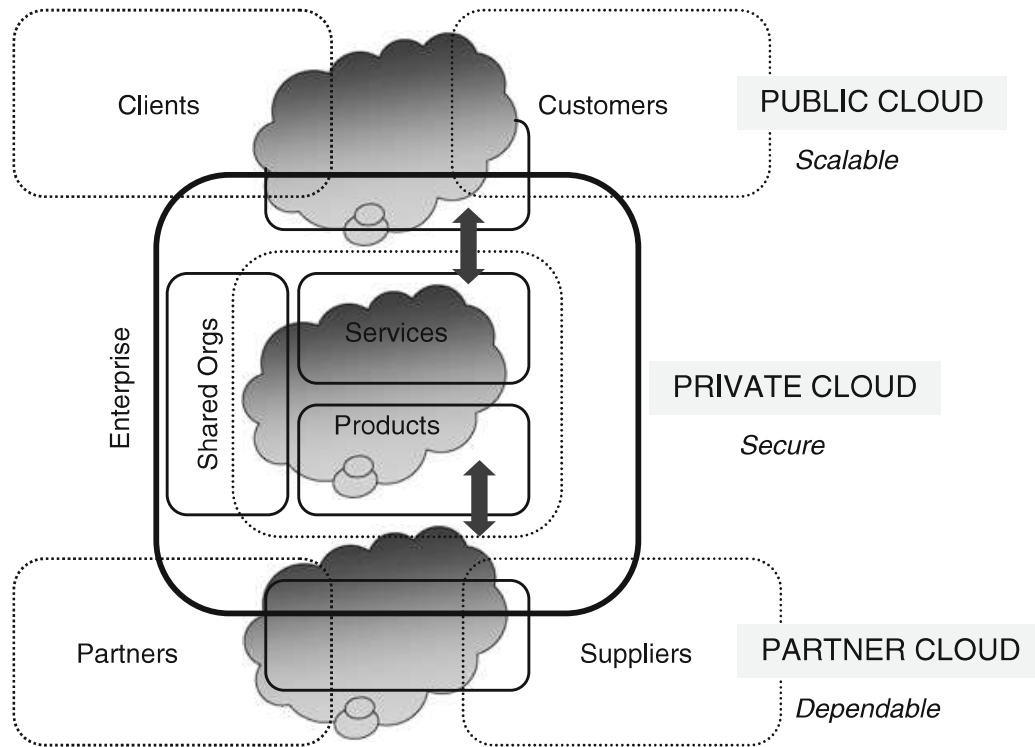 Clients
Customers
PUBLIC CLOUD
Scalable
Enterprise
Shared Orgs
Services
Products
PRIVATE CLOUD
Secure
Partners
Suppliers
PARTNER CLOUD
Dependable